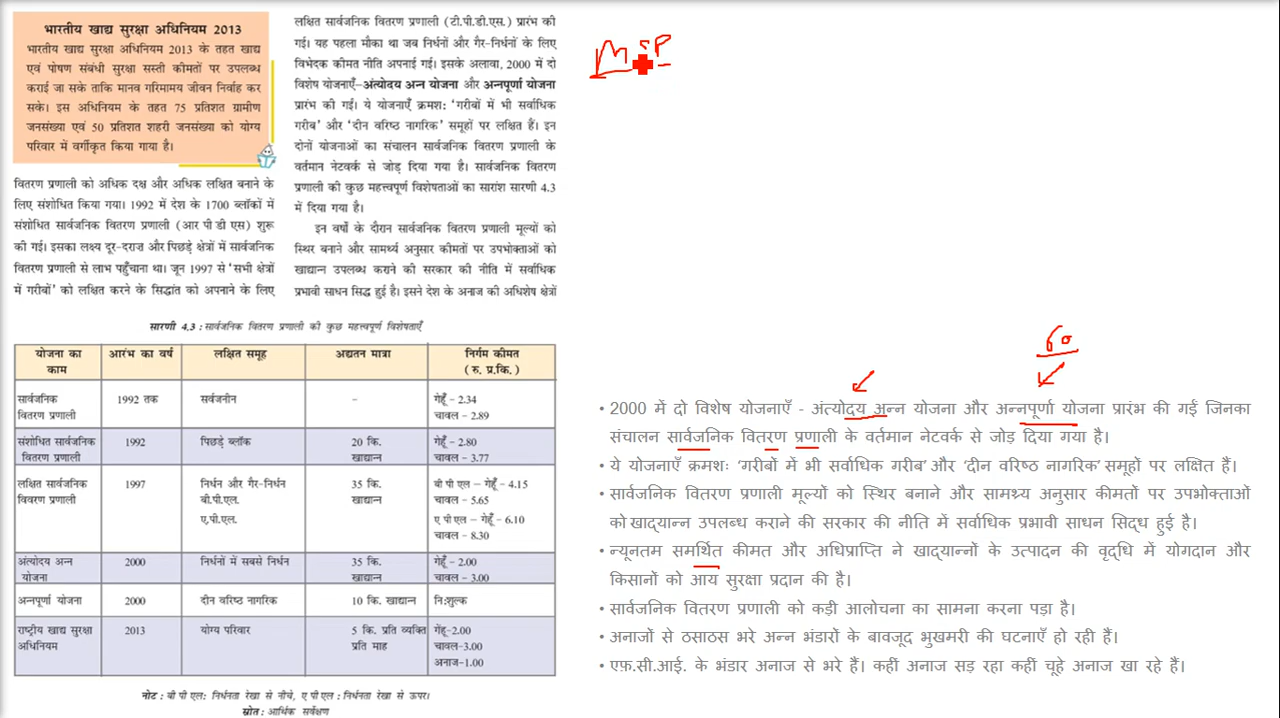 भारतीय खाद्य सुरक्षा अधिनियम 2013
भारतीय खाद्य सुरक्षा अधिनियम 2013 के तहत खाद्य
एवं पोषण संबंधी सुरक्षा सस्ती कीमतों पर उपलब्ध
कराई जा सके ताकि मानव गरिमामय जीवन निर्वाह कर
सके। इस अधिनियम के तहत 75 प्रतिशत ग्रामीण
जनसंख्या एवं 50 प्रतिशत शहरी जनसंख्या को योग्य
परिवार में वर्गीकृत किया गया है।
वितरण प्रणाली को अधिक दक्ष और अधिक लक्षित बनाने के
लिए संशोधित किया गया। 1992 में देश के 1700 ब्लॉकों में
संशोधित सार्वजनिक वितरण प्रणाली (आर पी डी एस) शुरू
की गई। इसका लक्ष्य दूर-दराज़ और पिछड़े क्षेत्रों में सार्वजनिक
वितरण प्रणाली से लाभ पहुँचाना था। जून 1997 से 'सभी क्षेत्रों
में गरीबों' को लक्षित करने के सिद्धांत को अपनाने के लिए
लक्षित सार्वजनिक वितरण प्रणाली (टी.पी.डी.एस.) प्रारंभ की
गई। यह पहला मौका था जब निर्धनों और गैर-निर्धनों के लिए
विभेदक कीमत नीति अपनाई गई। इसके अलावा, 2000 में दो
विशेष योजनाएँ-अंत्योदय अन्न योजना और अन्नपूर्णा योजना
प्रारंभ की गईं। ये योजनाएँ क्रमश: 'गरीबों में भी सर्वाधिक
गरीब' और 'दीन वरिष्ठ नागरिक' समूहों पर लक्षित हैं। इन
दोनों योजनाओं का संचालन सार्वजनिक वितरण प्रणाली के
वर्तमान नेटवर्क से जोड़ दिया गया है। सार्वजनिक वितरण
प्रणाली की कुछ महत्त्वपूर्ण विशेषताओं का सारांश सारणी 4.3
में दिया गया है।
इन वर्षों के दौरान सार्वजनिक वितरण प्रणाली मूल्यों को
स्थिर बनाने और सामर्थ्य अनुसार कीमतों पर उपभोक्ताओं को
खाद्यान्न उपलब्ध कराने की सरकार की नीति में सर्वाधिक
प्रभावी साधन सिद्ध हुई है। इसने देश के अनाज की अधिशेष क्षेत्रों
सारणी 4.3 : सार्वजनिक वितरण प्रणाली की कुछ महत्त्वपूर्ण विशेषताएँ
योजना का काम आरंभ का वर्ष लक्षित समूह अद्यतन मात्रा निर्गम कीमत (रु. प्र.कि.)
सार्वजनिक वितरण प्रणाली 1992 तक सर्वजनीन - गेहूँ - 2.34
चावल - 2.89
संशोधित सार्वजनिक वितरण प्रणाली 1992 पिछड़े ब्लॉक 20 कि. खाद्यान्न गेहूँ - 2.80
चावल - 3.77
लक्षित सार्वजनिक विवरण प्रणाली 1997 निर्धन और गैर-निर्धन 35 कि. खाद्यान्न बी पी एल - गेहूँ - 4.15
बी.पी.एल. चावल - 5.65
ए.पी.एल. ए पी एल - गेहूँ - 6.10
चावल - 8.30
अंत्योदय अन्न योजना 2000 निर्धनों में सबसे निर्धन 35 कि. खाद्यान्न गेहूँ - 2.00
चावल - 3.00
अन्नपूर्णा योजना 2000 दीन वरिष्ठ नागरिक 10 कि. खाद्यान्न नि:शुल्क
राष्ट्रीय खाद्य सुरक्षा अधिनियम 2013 योग्य परिवार 5 कि. प्रति व्यक्ति प्रति माह गेंहू-2.00
चावल-3.00
अनाज-1.00
नोट : बी पी एल: निर्धनता रेखा से नीचे, ए पी एल : निर्धनता रेखा से ऊपर।
स्रोत : आर्थिक सर्वेक्षण
MSP
60
• 2000 में दो विशेष योजनाएँ - अंत्योदय अन्न योजना और अन्नपूर्णा योजना प्रारंभ की गईं जिनका
संचालन सार्वजनिक वितरण प्रणाली के वर्तमान नेटवर्क से जोड़ दिया गया है।
• ये योजनाएँ क्रमशः 'गरीबों में भी सर्वाधिक गरीब' और 'दीन वरिष्ठ नागरिक' समूहों पर लक्षित हैं।
• सार्वजनिक वितरण प्रणाली मूल्यों को स्थिर बनाने और सामथ्र्य अनुसार कीमतों पर उपभोक्ताओं
को खाद्यान्न उपलब्ध कराने की सरकार की नीति में सर्वाधिक प्रभावी साधन सिद्ध हुई है।
• न्यूनतम समर्थित कीमत और अधिप्राप्ति ने खाद्यान्नों के उत्पादन की वृद्धि में योगदान और
किसानों को आय सुरक्षा प्रदान की है।
• सार्वजनिक वितरण प्रणाली को कड़ी आलोचना का सामना करना पड़ा है।
• अनाजों से ठसाठस भरे अन्न भंडारों के बावजूद भुखमरी की घटनाएँ हो रही हैं।
• एफ़.सी.आई. के भंडार अनाज से भरे हैं। कहीं अनाज सड़ रहा कहीं चूहे अनाज खा रहे हैं।